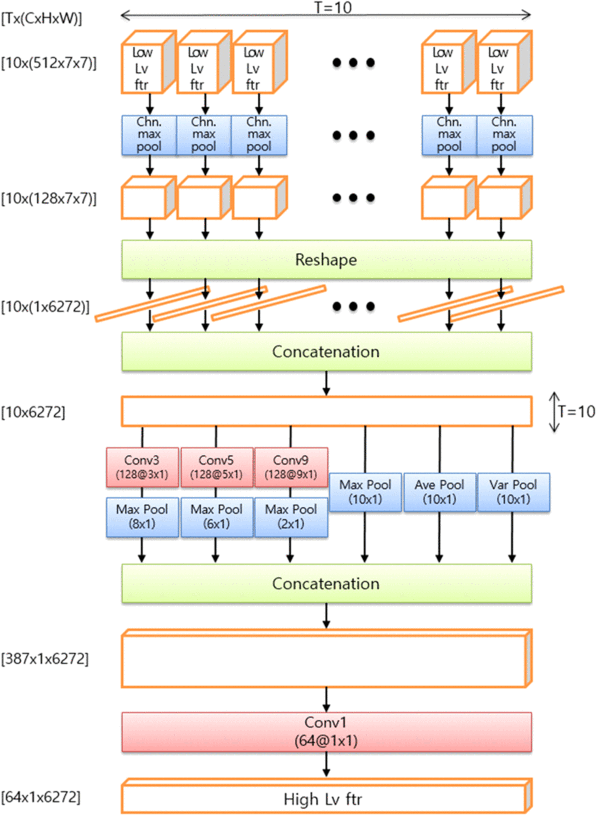 [Tx(CxHxW)]
T=10
[10x(512x7x7)]
Low Lv ftr
Low Lv ftr
Low Lv ftr
Low Lv ftr
Low Lv ftr
Chn. max pool
Chn. max pool
Chn. max pool
Chn. max pool
Chn. max pool
[10x(128x7x7)]
Reshape
[10x(1x6272)]
Concatenation
[10x6272]
T=10
Conv3
(128@3x1)
Conv5
(128@5x1)
Conv9
(128@9x1)
Max Pool
(8x1)
Max Pool
(6x1)
Max Pool
(2x1)
Max Pool
(10x1)
Ave Pool
(10x1)
Var Pool
(10x1)
Concatenation
[387x1x6272]
Conv1
(64@1x1)
[64x1x6272]
High Lv ftr